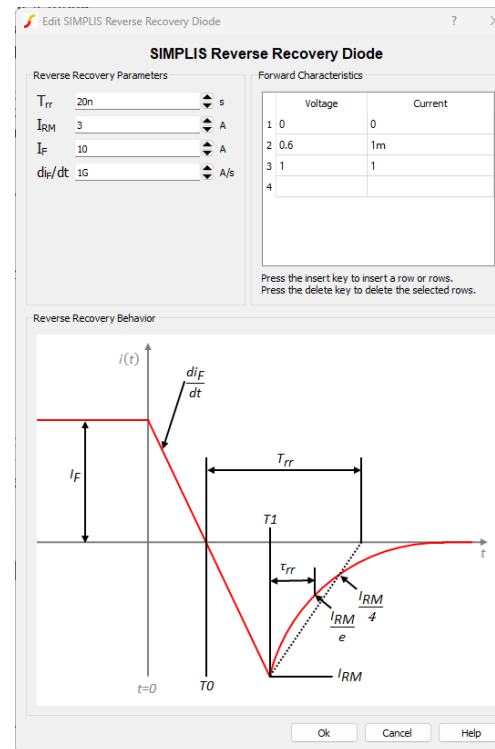 Edit SIMPLIS Reverse Recovery Diode ?
SIMPLIS Reverse Recovery Diode
Reverse Recovery Parameters
Trr 20n s
IRM 3 A
IF 10 A
diF/dt 1G A/s
Forward Characteristics
Voltage Current
1 0 0
2 0.6 1m
3 1 1
4
Press the insert key to insert a row or rows.
Press the delete key to delete the selected rows.
Reverse Recovery Behavior
i(t)
diF
dt
Trr
IF
T1
t
τrr
IRM
4
IRM
e
IRM
t=0
T0
Ok Cancel Help